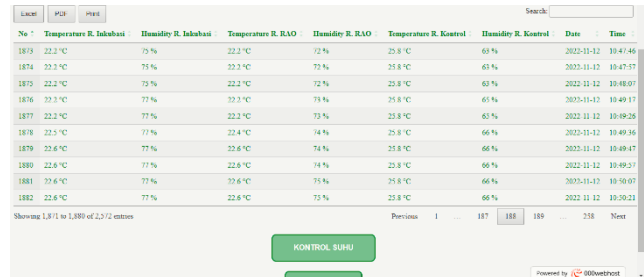 Excel PDF Print Search:
No Temperature R. Inkubasi Humidity R. Inkubasi Temperature R. RAO Humidity R. RAO Temperature R. Kontrol Humidity R. Kontrol Date Time
1873 22.2 °C 75 % 22.2 °C 72 % 25.8 °C 63 % 2022-11-12 10:47:46
1874 22.2 °C 75 % 22.2 °C 72 % 25.8 °C 63 % 2022-11-12 10:47:57
1875 22.2 °C 75 % 22.2 °C 72 % 25.8 °C 63 % 2022-11-12 10:48:07
1876 22.2 °C 77 % 22.2 °C 73 % 25.8 °C 65 % 2022-11-12 10:49:17
1877 22.2 °C 77 % 22.2 °C 73 % 25.8 °C 65 % 2022-11-12 10:49:26
1878 22.5 °C 77 % 22.4 °C 74 % 25.8 °C 66 % 2022-11-12 10:49:36
1879 22.6 °C 77 % 22.6 °C 74 % 25.8 °C 66 % 2022-11-12 10:49:47
1880 22.6 °C 77 % 22.6 °C 74 % 25.8 °C 66 % 2022-11-12 10:49:57
1881 22.6 °C 77 % 22.6 °C 75 % 25.8 °C 66 % 2022-11-12 10:50:07
1882 22.6 °C 77 % 22.6 °C 75 % 25.8 °C 66 % 2022-11-12 10:50:21
Showing 1,871 to 1,880 of 2,572 entries Previous 1 … 187 188 189 … 258 Next
KONTROL SUHU
Powered by 000webhost